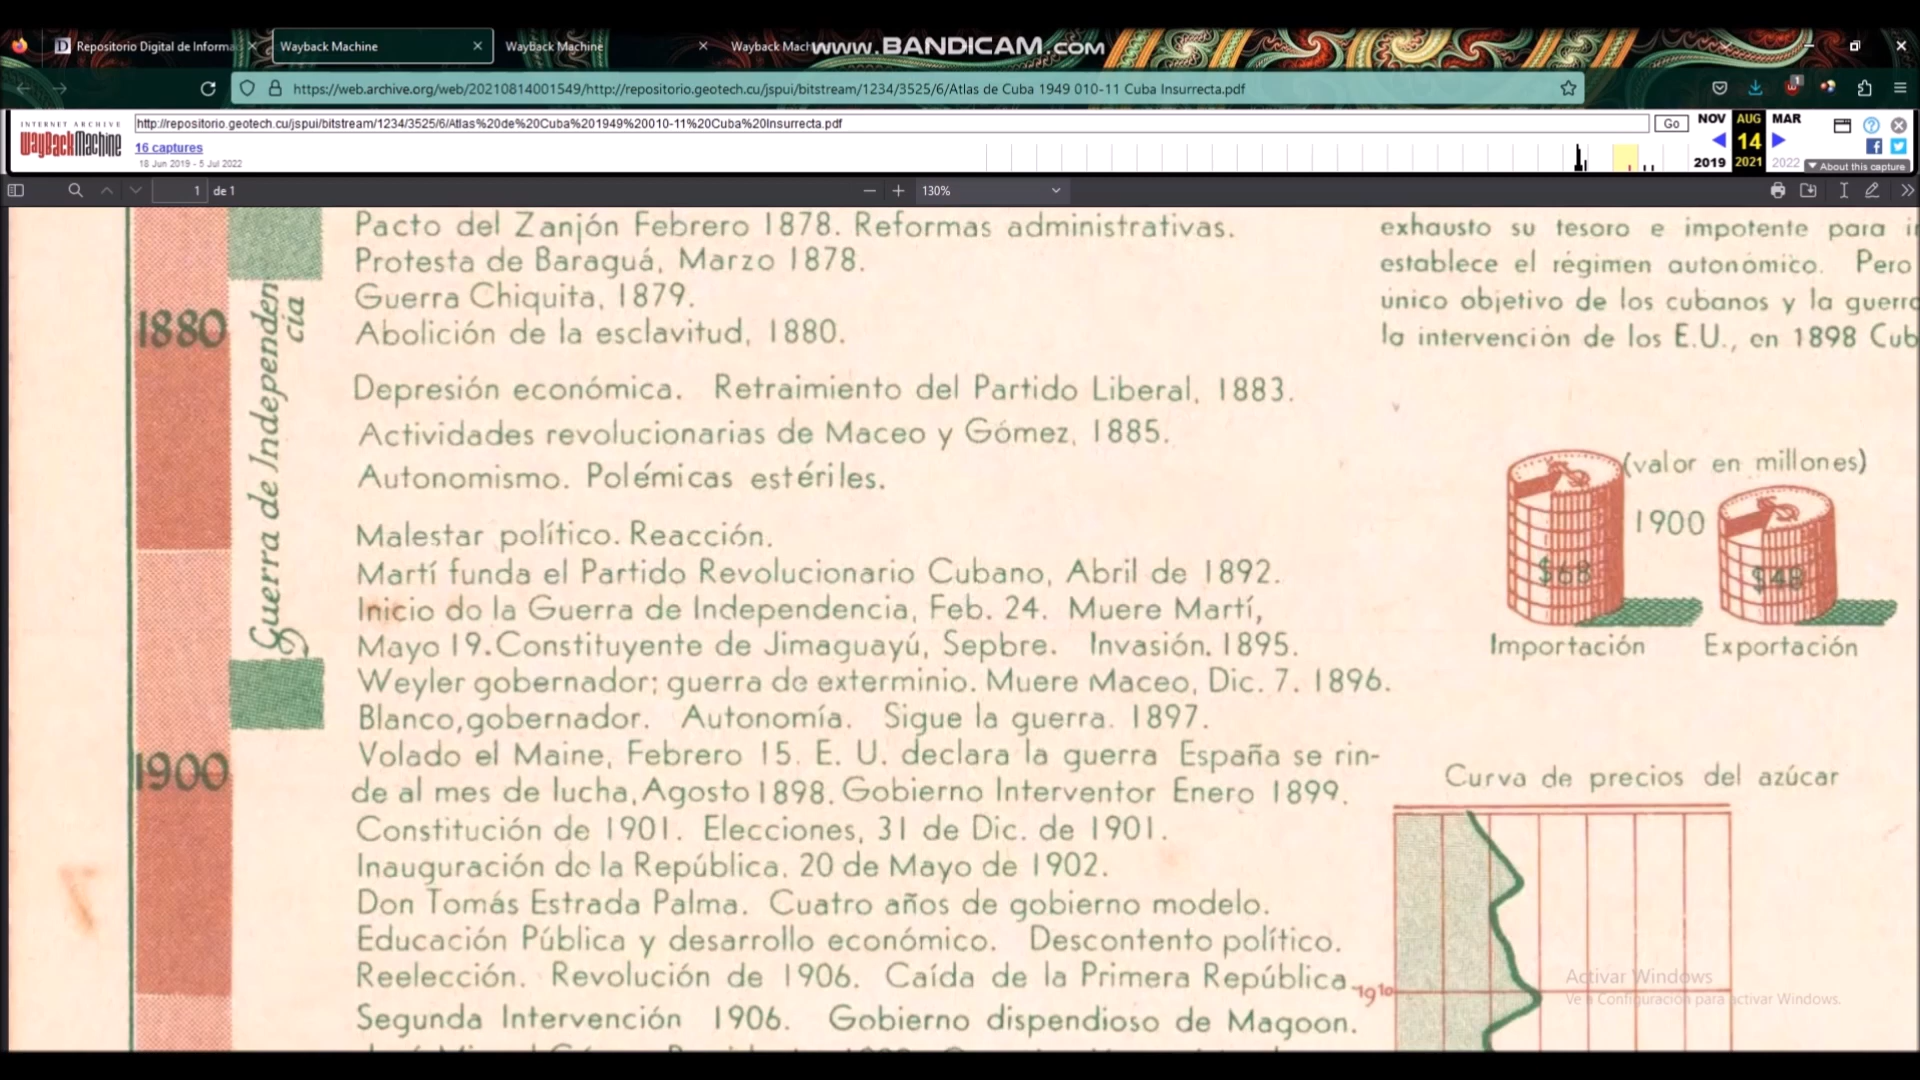 Repositorio Digital de Informa
Wayback Machine
Wayback Machine
Wayback Mach
www.BANDICAM.com
https://web.archive.org/web/20210814001549/http://repositorio.geotech.cu/jspui/bitstream/1234/3525/6/Atlas de Cuba 1949 010-11 Cuba Insurrecta.pdf
1
INTERNET ARCHIVE
WayBackMachine
http://repositorio.geotech.cu/jspui/bitstream/1234/3525/6/Atlas%20de%20Cuba%201949%20010-11%20Cuba%20Insurrecta.pdf
Go
NOV AUG MAR
16 captures
14
18 Jun 2019 - 5 Jul 2022
2019 2021 2022
About this capture
1 de 1
130%
Pacto del Zanjón Febrero 1878. Reformas administrativas.
Protesta de Baraguá, Marzo 1878.
Guerra Chiquita, 1879.
1880
Abolición de la esclavitud, 1880.
Guerra de Independen
cia
Depresión económica. Retraimiento del Partido Liberal, 1883.
Actividades revolucionarias de Maceo y Gómez, 1885.
Autonomismo. Polémicas estériles.
Malestar político. Reacción.
Martí funda el Partido Revolucionario Cubano, Abril de 1892.
Inicio do la Guerra de Independencia, Feb. 24. Muere Martí,
Mayo 19. Constituyente de Jimaguayú, Sepbre. Invasión. 1895.
Weyler gobernador; guerra de exterminio. Muere Maceo, Dic. 7. 1896.
Blanco, gobernador. Autonomía. Sigue la guerra. 1897.
1900
Volado el Maine, Febrero 15. E. U. declara la guerra España se rin-
de al mes de lucha, Agosto 1898. Gobierno Interventor Enero 1899.
Constitución de 1901. Elecciones, 31 de Dic. de 1901.
Inauguración do la República, 20 de Mayo de 1902.
Don Tomás Estrada Palma. Cuatro años de gobierno modelo.
Educación Pública y desarrollo económico. Descontento político.
Reelección. Revolución de 1906. Caída de la Primera República.
Segunda Intervención 1906. Gobierno dispendioso de Magoon.
exhausto su tesoro e impotente para
establece el régimen autonómico. Pero
único objetivo de los cubanos y la guerra
la intervención de los E.U., en 1898 Cub
(valor en millones)
1900
$68
$48
Importación
Exportación
Curva de precios del azúcar
1910
Activar Windows
Ve a Configuración para activar Windows.